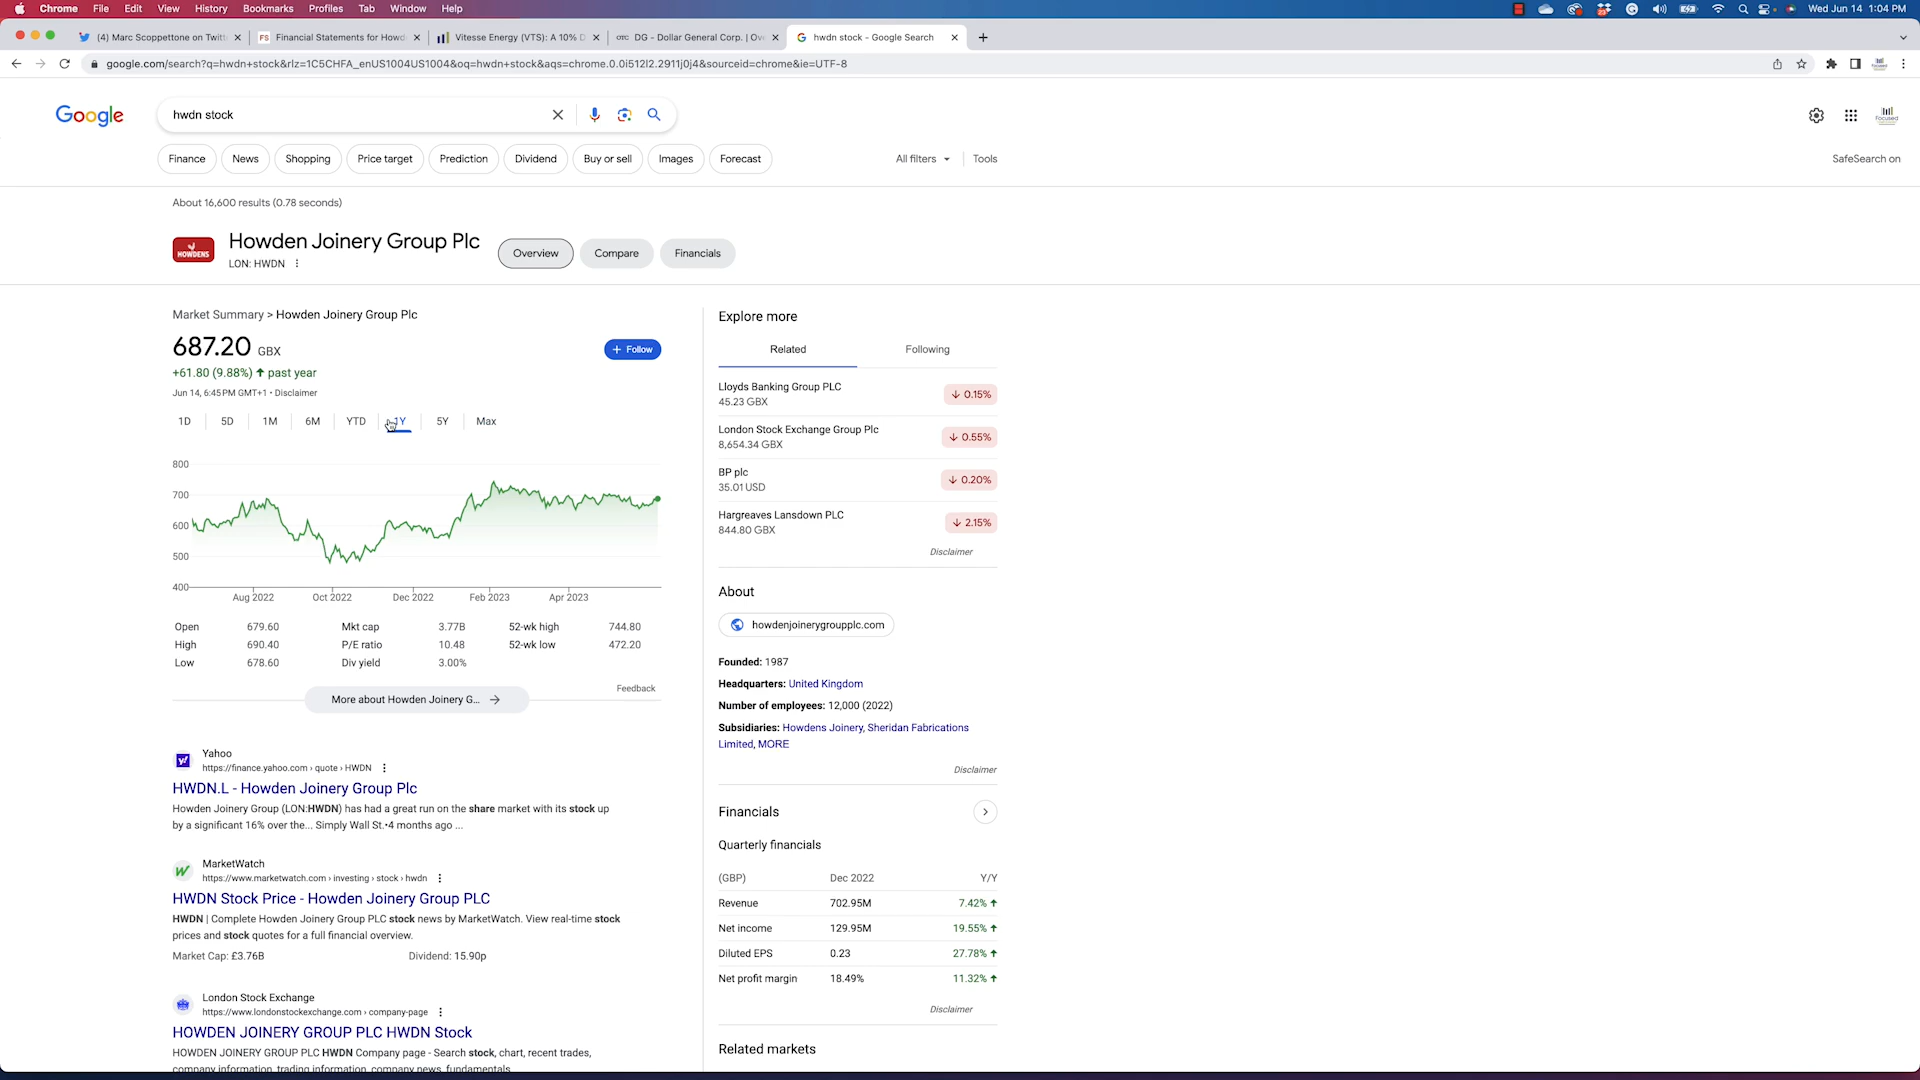 Chrome File Edit View History Bookmarks Profiles Tab Window Help
Wed Jun 14 1:04 PM
(4) Marc Scoppettone on Twitt
Financial Statements for Howd
Vitesse Energy (VTS): A 10% D
DG - Dollar General Corp. | Ov
hwdn stock - Google Search
google.com/search?q=hwdn+stock&rlz=1C5CHFA_enUS1004US1004&oq=hwdn+stock&aqs=chrome.0.0i512l2.2911j0j4&sourceid=chrome&ie=UTF-8
Google
hwdn stock
Finance News Shopping Price target Prediction Dividend Buy or sell Images Forecast
All filters Tools
SafeSearch on
About 16,600 results (0.78 seconds)
HOWDENS
Howden Joinery Group Plc
LON: HWDN
Overview Compare Financials
Market Summary > Howden Joinery Group Plc
687.20 GBX
+61.80 (9.88%) past year
+ Follow
Jun 14, 6:45 PM GMT+1 • Disclaimer
1D 5D 1M 6M YTD 1Y 5Y Max
800
700
600
500
400
Aug 2022 Oct 2022 Dec 2022 Feb 2023 Apr 2023
Open 679.60 Mkt cap 3.77B 52-wk high 744.80
High 690.40 P/E ratio 10.48 52-wk low 472.20
Low 678.60 Div yield 3.00%
Feedback
More about Howden Joinery G...
Yahoo
https://finance.yahoo.com › quote › HWDN
HWDN.L - Howden Joinery Group Plc
Howden Joinery Group (LON:HWDN) has had a great run on the share market with its stock up
by a significant 16% over the... Simply Wall St.•4 months ago ...
MarketWatch
https://www.marketwatch.com › investing › stock › hwdn
HWDN Stock Price - Howden Joinery Group PLC
HWDN | Complete Howden Joinery Group PLC stock news by MarketWatch. View real-time stock
prices and stock quotes for a full financial overview.
Market Cap: £3.76B Dividend: 15.90p
London Stock Exchange
https://www.londonstockexchange.com › company-page
HOWDEN JOINERY GROUP PLC HWDN Stock
HOWDEN JOINERY GROUP PLC HWDN Company page - Search stock, chart, recent trades,
company information, trading information, company news, fundamentals.
Explore more
Related Following
Lloyds Banking Group PLC
45.23 GBX
0.15%
London Stock Exchange Group Plc
8,654.34 GBX
0.55%
BP plc
35.01 USD
0.20%
Hargreaves Lansdown PLC
844.80 GBX
2.15%
Disclaimer
About
howdenjoinerygroupplc.com
Founded: 1987
Headquarters: United Kingdom
Number of employees: 12,000 (2022)
Subsidiaries: Howdens Joinery, Sheridan Fabrications
Limited, MORE
Disclaimer
Financials
Quarterly financials
(GBP) Dec 2022 Y/Y
Revenue 702.95M 7.42%
Net income 129.95M 19.55%
Diluted EPS 0.23 27.78%
Net profit margin 18.49% 11.32%
Disclaimer
Related markets